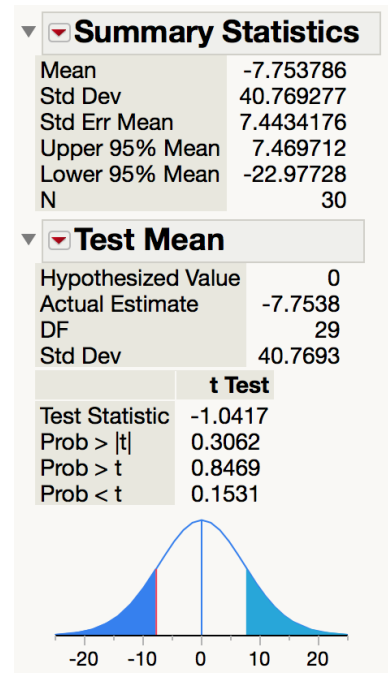 Summary Statistics
Mean -7.753786
Std Dev 40.769277
Std Err Mean 7.4434176
Upper 95% Mean 7.469712
Lower 95% Mean -22.97728
N 30
Test Mean
Hypothesized Value 0
Actual Estimate -7.7538
DF 29
Std Dev 40.7693
t Test
Test Statistic -1.0417
Prob > |t| 0.3062
Prob > t 0.8469
Prob < t 0.1531
-20 -10 0 10 20